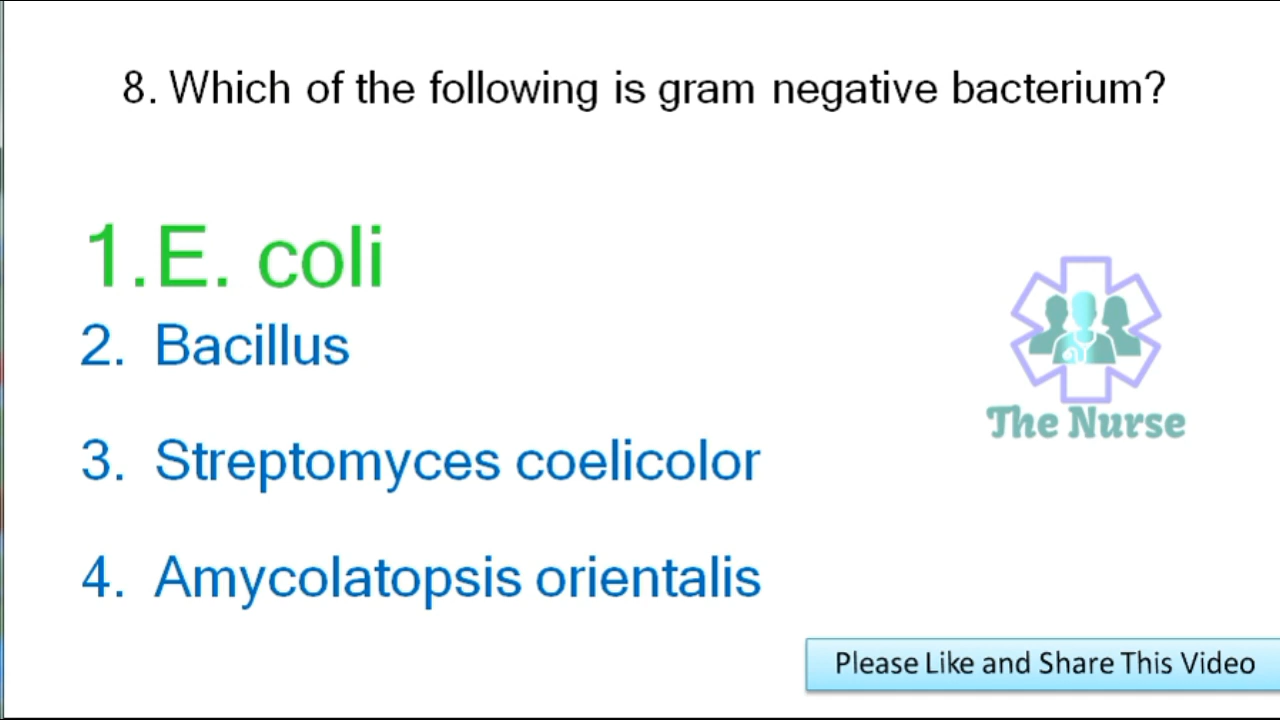 8. Which of the following is gram negative bacterium?
1.E. coli
2. Bacillus
3. Streptomyces coelicolor
The Nurse
4. Amycolatopsis orientalis
Please Like and Share This Video